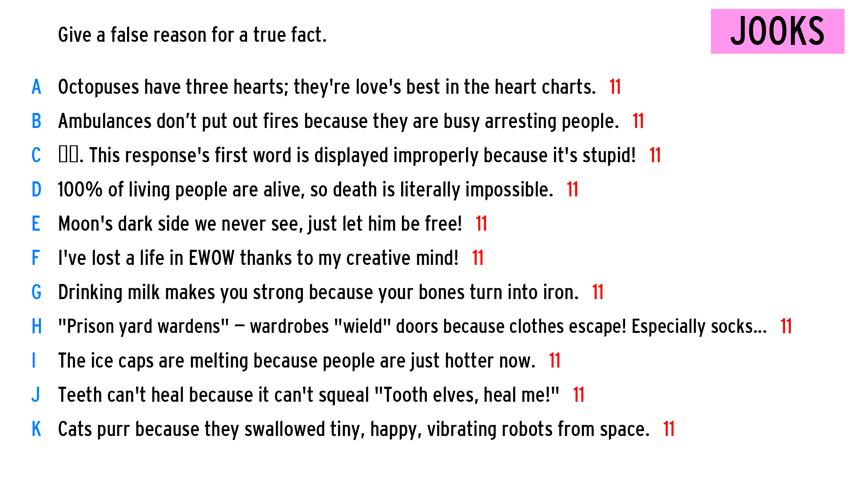 Give a false reason for a true fact.
JOOKS
A Octopuses have three hearts; they're love's best in the heart charts. 11
B Ambulances don’t put out fires because they are busy arresting people. 11
C ▯▯. This response's first word is displayed improperly because it's stupid! 11
D 100% of living people are alive, so death is literally impossible. 11
E Moon's dark side we never see, just let him be free! 11
F I've lost a life in EWOW thanks to my creative mind! 11
G Drinking milk makes you strong because your bones turn into iron. 11
H "Prison yard wardens" – wardrobes "wield" doors because clothes escape! Especially socks... 11
I The ice caps are melting because people are just hotter now. 11
J Teeth can't heal because it can't squeal "Tooth elves, heal me!" 11
K Cats purr because they swallowed tiny, happy, vibrating robots from space. 11